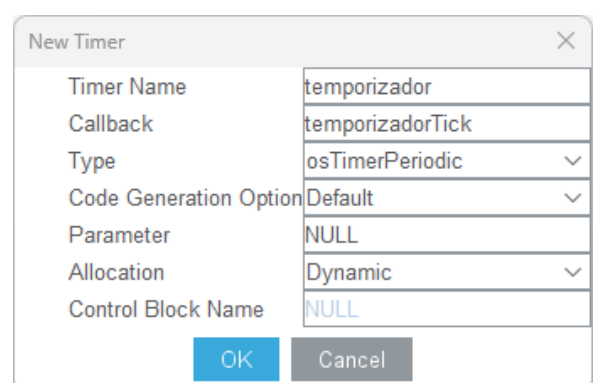 New Timer
Timer Name temporizador
Callback temporizadorTick
Type osTimerPeriodic
Code Generation Option Default
Parameter NULL
Allocation Dynamic
Control Block Name NULL
OK Cancel